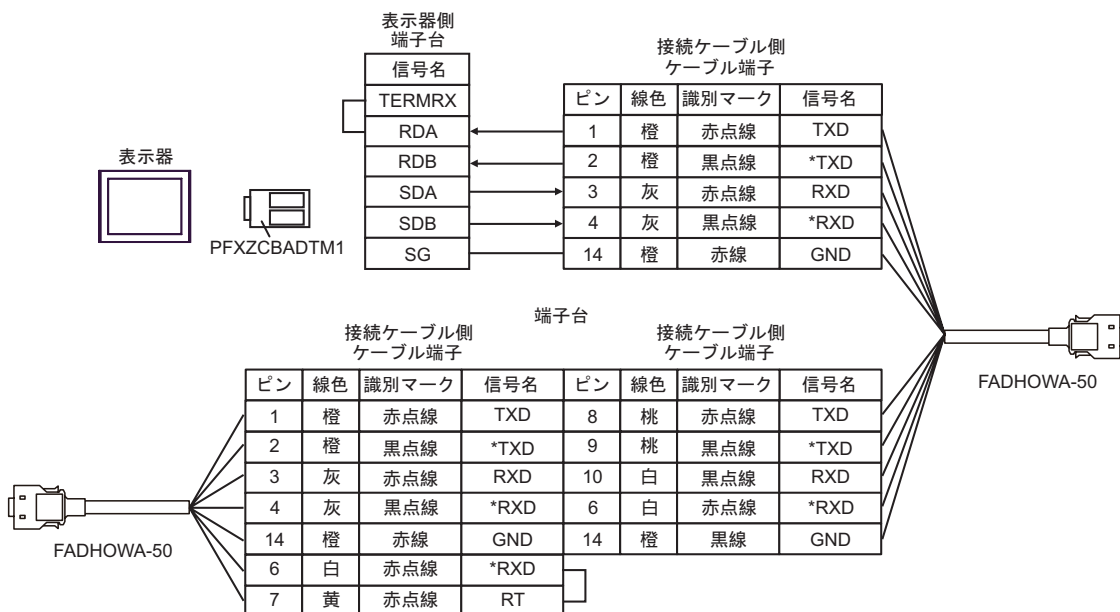 表示器側
端子台
信号名
TERMRX
RDA
RDB
SDA
SDB
SG
接続ケーブル側
ケーブル端子
ピン 線色 識別マーク 信号名
1 橙 赤点線 TXD
2 橙 黒点線 *TXD
3 灰 赤点線 RXD
4 灰 黒点線 *RXD
14 橙 赤線 GND
表示器
PFXZCBADTM1
FADHOWA-50
端子台
接続ケーブル側
ケーブル端子
ピン 線色 識別マーク 信号名
1 橙 赤点線 TXD
2 橙 黒点線 *TXD
3 灰 赤点線 RXD
4 灰 黒点線 *RXD
14 橙 赤線 GND
6 白 赤点線 *RXD
7 黄 赤点線 RT
接続ケーブル側
ケーブル端子
ピン 線色 識別マーク 信号名
8 桃 赤点線 TXD
9 桃 黒点線 *TXD
10 白 黒点線 RXD
6 白 赤点線 *RXD
14 橙 黒線 GND
FADHOWA-50